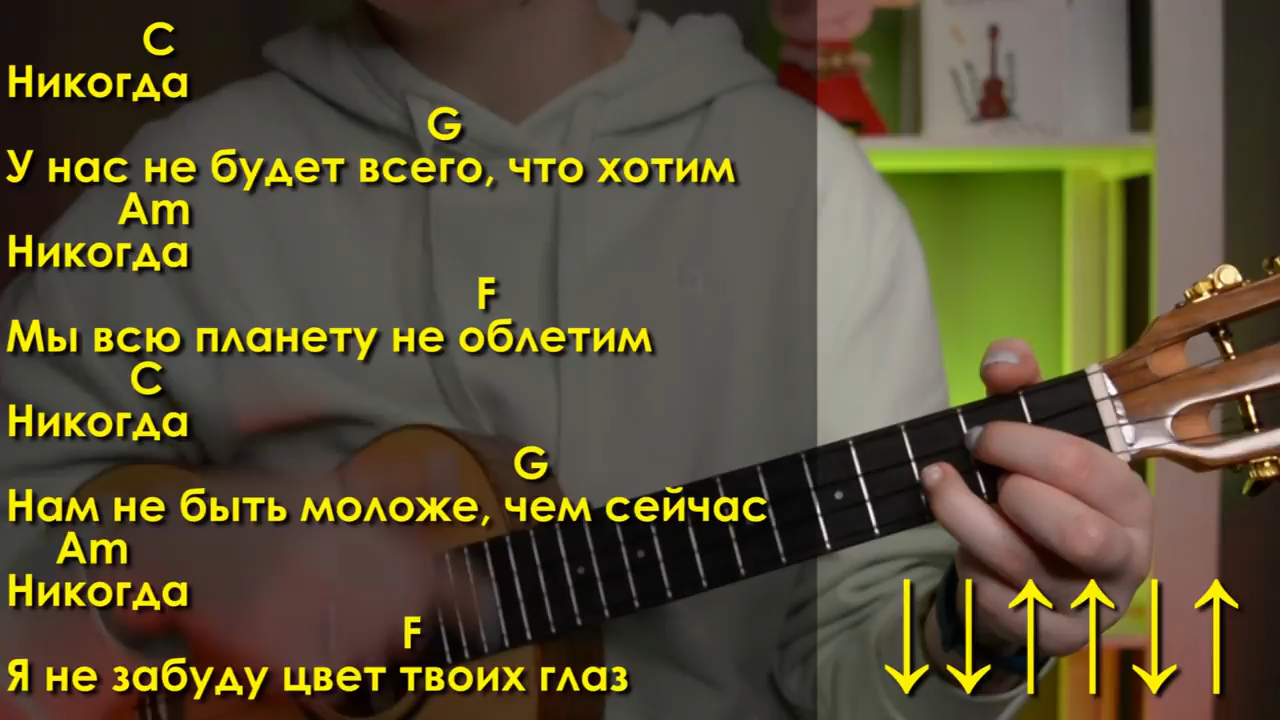 C
Никогда
G
У нас не будет всего, что хотим
Am
Никогда
F
Мы всю планету не облетим
C
Никогда
G
Нам не быть моложе, чем сейчас
Am
Никогда
F
Я не забуду цвет твоих глаз
↓↓↑↑↓↑